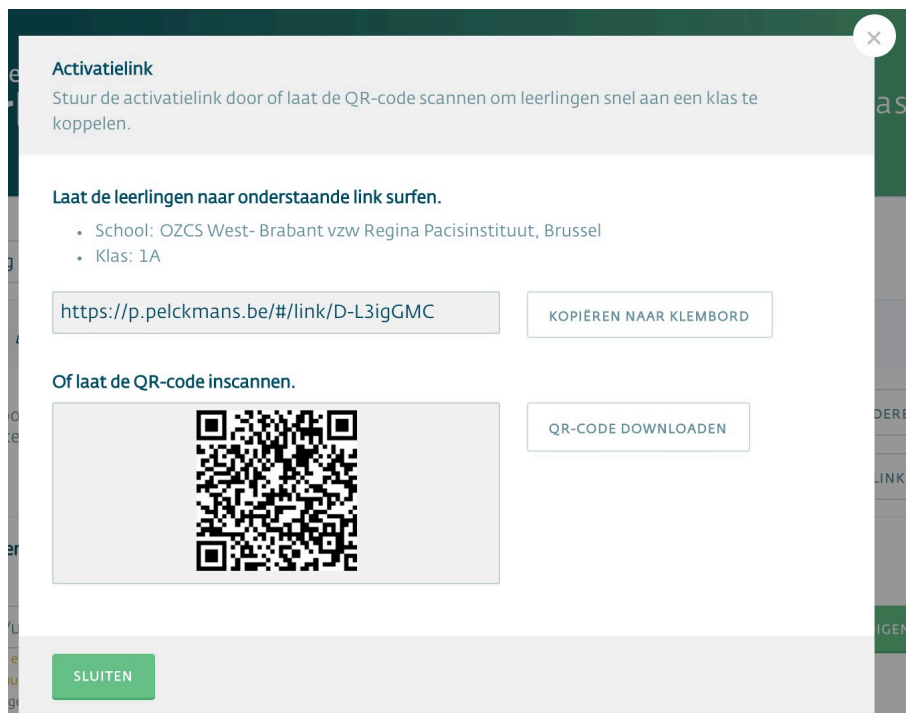 Activatielink
Stuur de activatielink door of laat de QR-code scannen om leerlingen snel aan een klas te
koppelen.
Laat de leerlingen naar onderstaande link surfen.
• School: OZCS West- Brabant vzw Regina Pacisinstituut, Brussel
• Klas: 1A
https://p.pelckmans.be/#/link/D-L3igGMC
KOPIËREN NAAR KLEMBORD
Of laat de QR-code inscannen.
QR-CODE DOWNLOADEN
SLUITEN